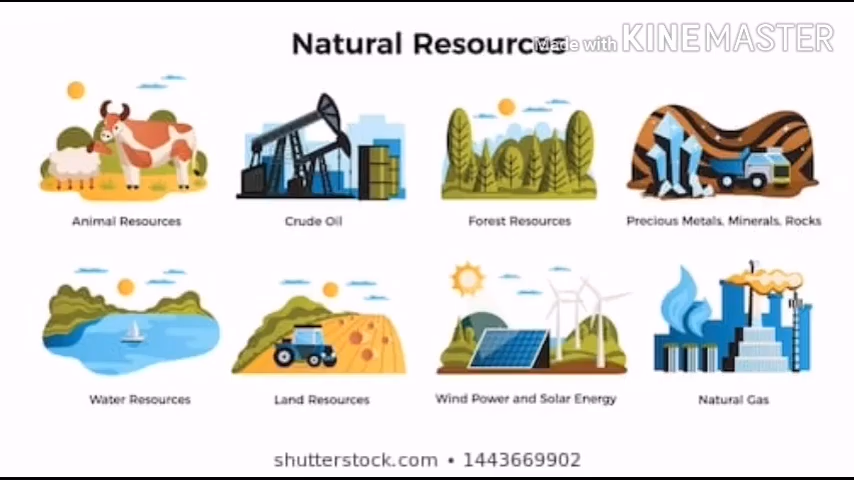 Natural Resources
Made with KINEMASTER
Animal Resources
Crude Oil
Forest Resources
Precious Metals, Minerals, Rocks
Water Resources
Land Resources
Wind Power and Solar Energy
Natural Gas
shutterstock.com • 1443669902